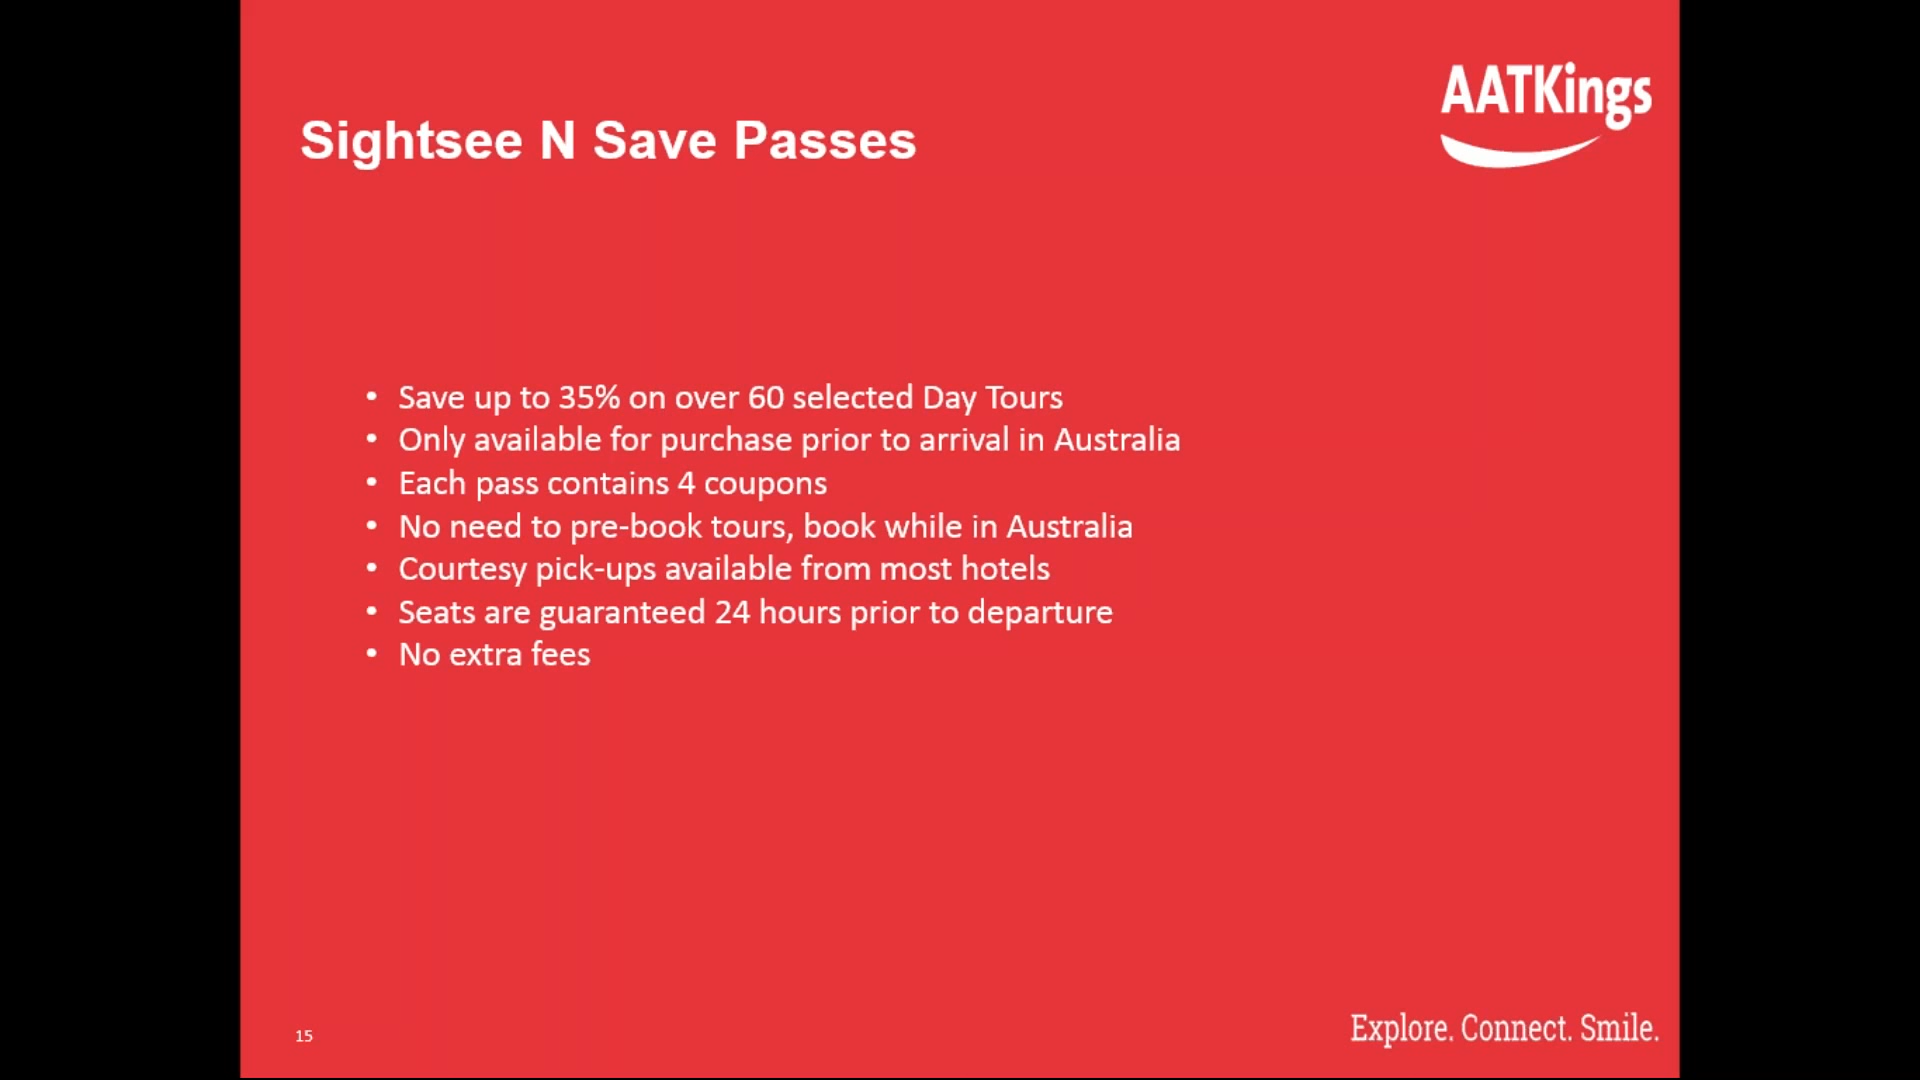 AATKings
Sightsee N Save Passes
• Save up to 35% on over 60 selected Day Tours
• Only available for purchase prior to arrival in Australia
• Each pass contains 4 coupons
• No need to pre-book tours, book while in Australia
• Courtesy pick-ups available from most hotels
• Seats are guaranteed 24 hours prior to departure
• No extra fees
15
Explore. Connect. Smile.